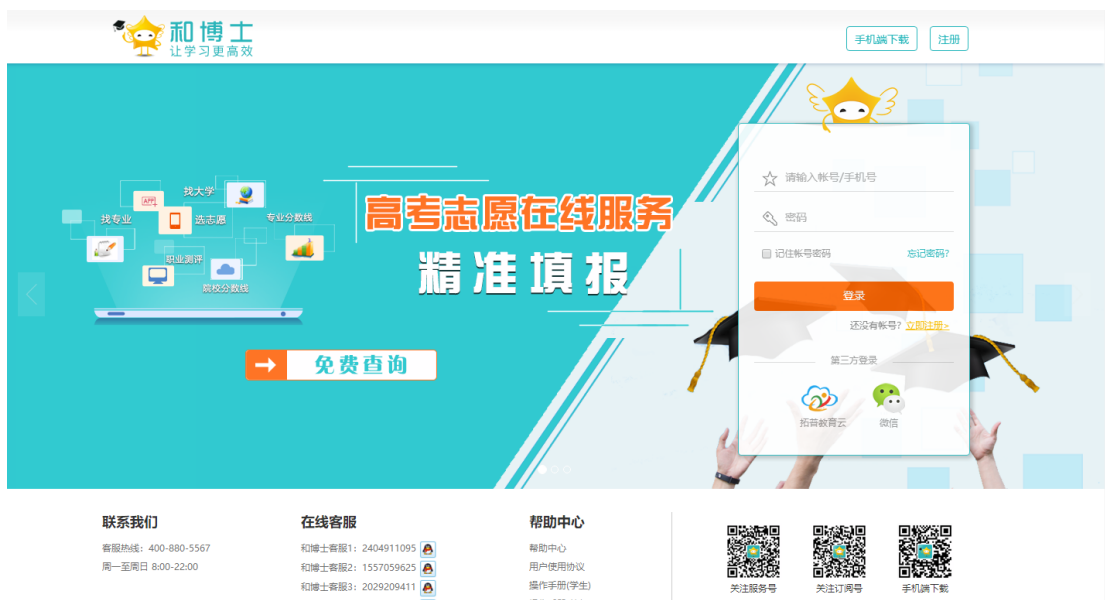 和博士
让学习更高效
手机端下载
注册
找大学
APP
找专业
选志愿
专业分数线
职业测评
院校分数线
高考志愿在线服务
精准填报
免费查询
请输入帐号/手机号
密码
记住帐号密码
忘记密码?
登录
还没有帐号? 立即注册>
第三方登录
拓普教育云
微信
联系我们
客服热线：400-880-5567
周一至周日 8:00-22:00
在线客服
和博士客服1：2404911095
和博士客服2：1557059625
和博士客服3：2029209411
帮助中心
帮助中心
用户使用协议
操作手册(学生)
关注服务号
关注订阅号
手机端下载